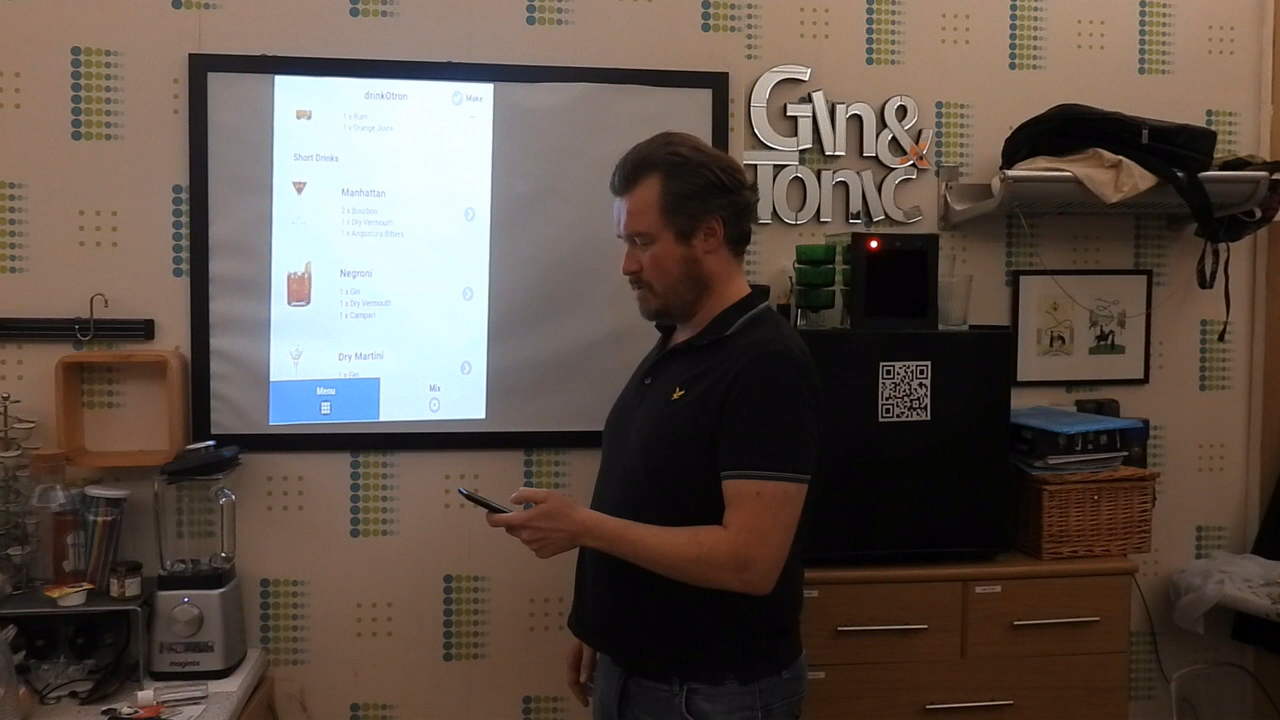 drinkOtron
Make
1 x Rum
1 x Orange Juice
Short Drinks
Manhattan
2 x Bourbon
1 x Dry Vermouth
1 x Angostura Bitters
Negroni
1 x Gin
1 x Dry Vermouth
1 x Campari
Dry Martini
1 x Gin
Menu
Mix
Gin&
Tonic
magimix